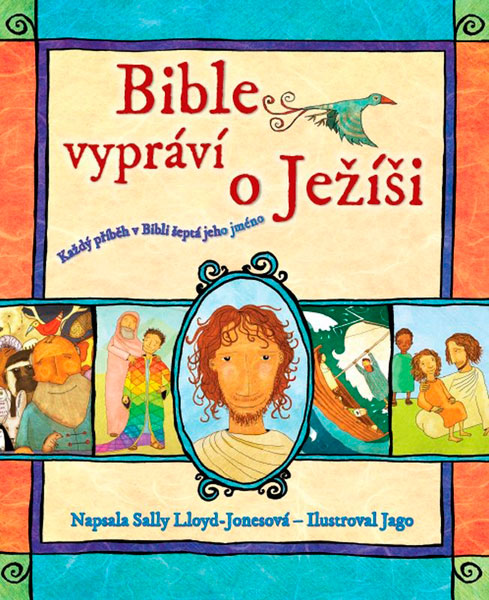 Bible
vypráví
o Ježíši
Každý příběh v Bibli šeptá jeho jméno
Napsala Sally Lloyd-Jonesová – Ilustroval Jago